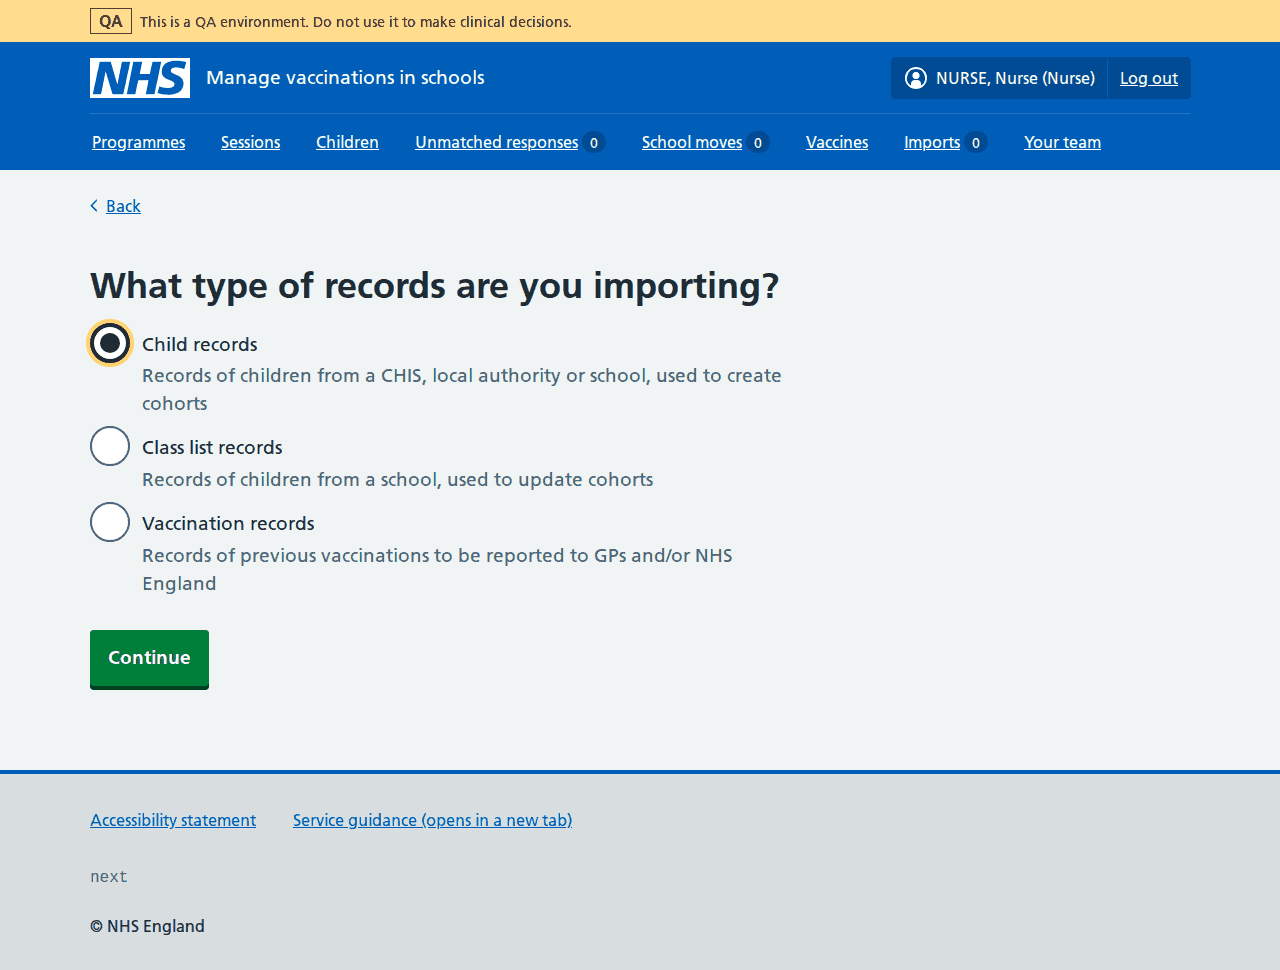 QA This is a QA environment. Do not use it to make clinical decisions.
NHS Manage vaccinations in schools NURSE, Nurse (Nurse) Log out
Programmes Sessions Children Unmatched responses 0 School moves 0 Vaccines Imports 0 Your team
Back
What type of records are you importing?
Child records
Records of children from a CHIS, local authority or school, used to create
cohorts
Class list records
Records of children from a school, used to update cohorts
Vaccination records
Records of previous vaccinations to be reported to GPs and/or NHS
England
Continue
Accessibility statement Service guidance (opens in a new tab)
next
© NHS England